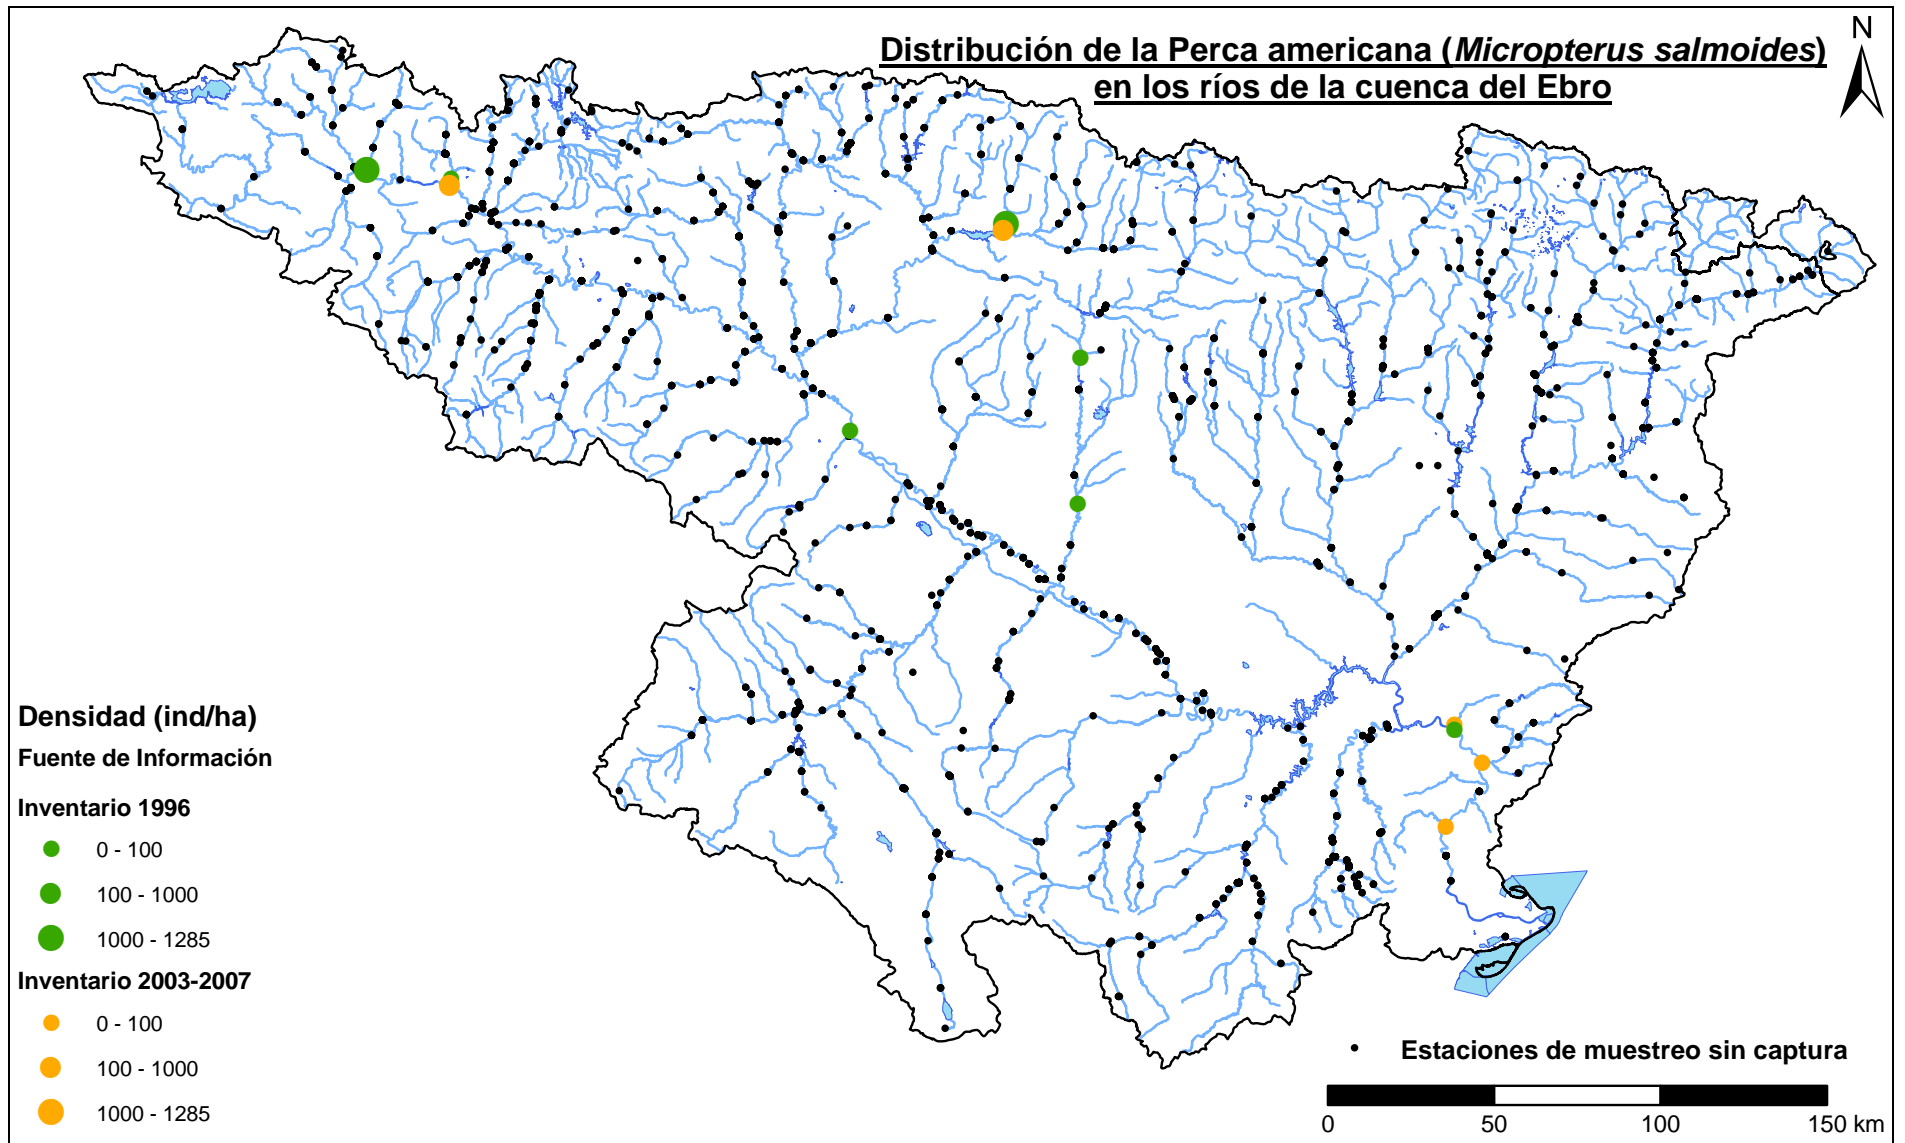 Distribución de la Perca americana (Micropterus salmoides)
en los ríos de la cuenca del Ebro
N
Densidad (ind/ha)
Fuente de Información
Inventario 1996
0 - 100
100 - 1000
1000 - 1285
Inventario 2003-2007
0 - 100
100 - 1000
1000 - 1285
Estaciones de muestreo sin captura
0 50 100 150 km